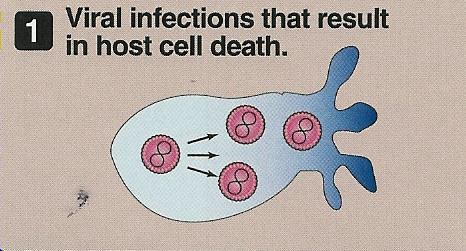 1 Viral infections that result
in host cell death.